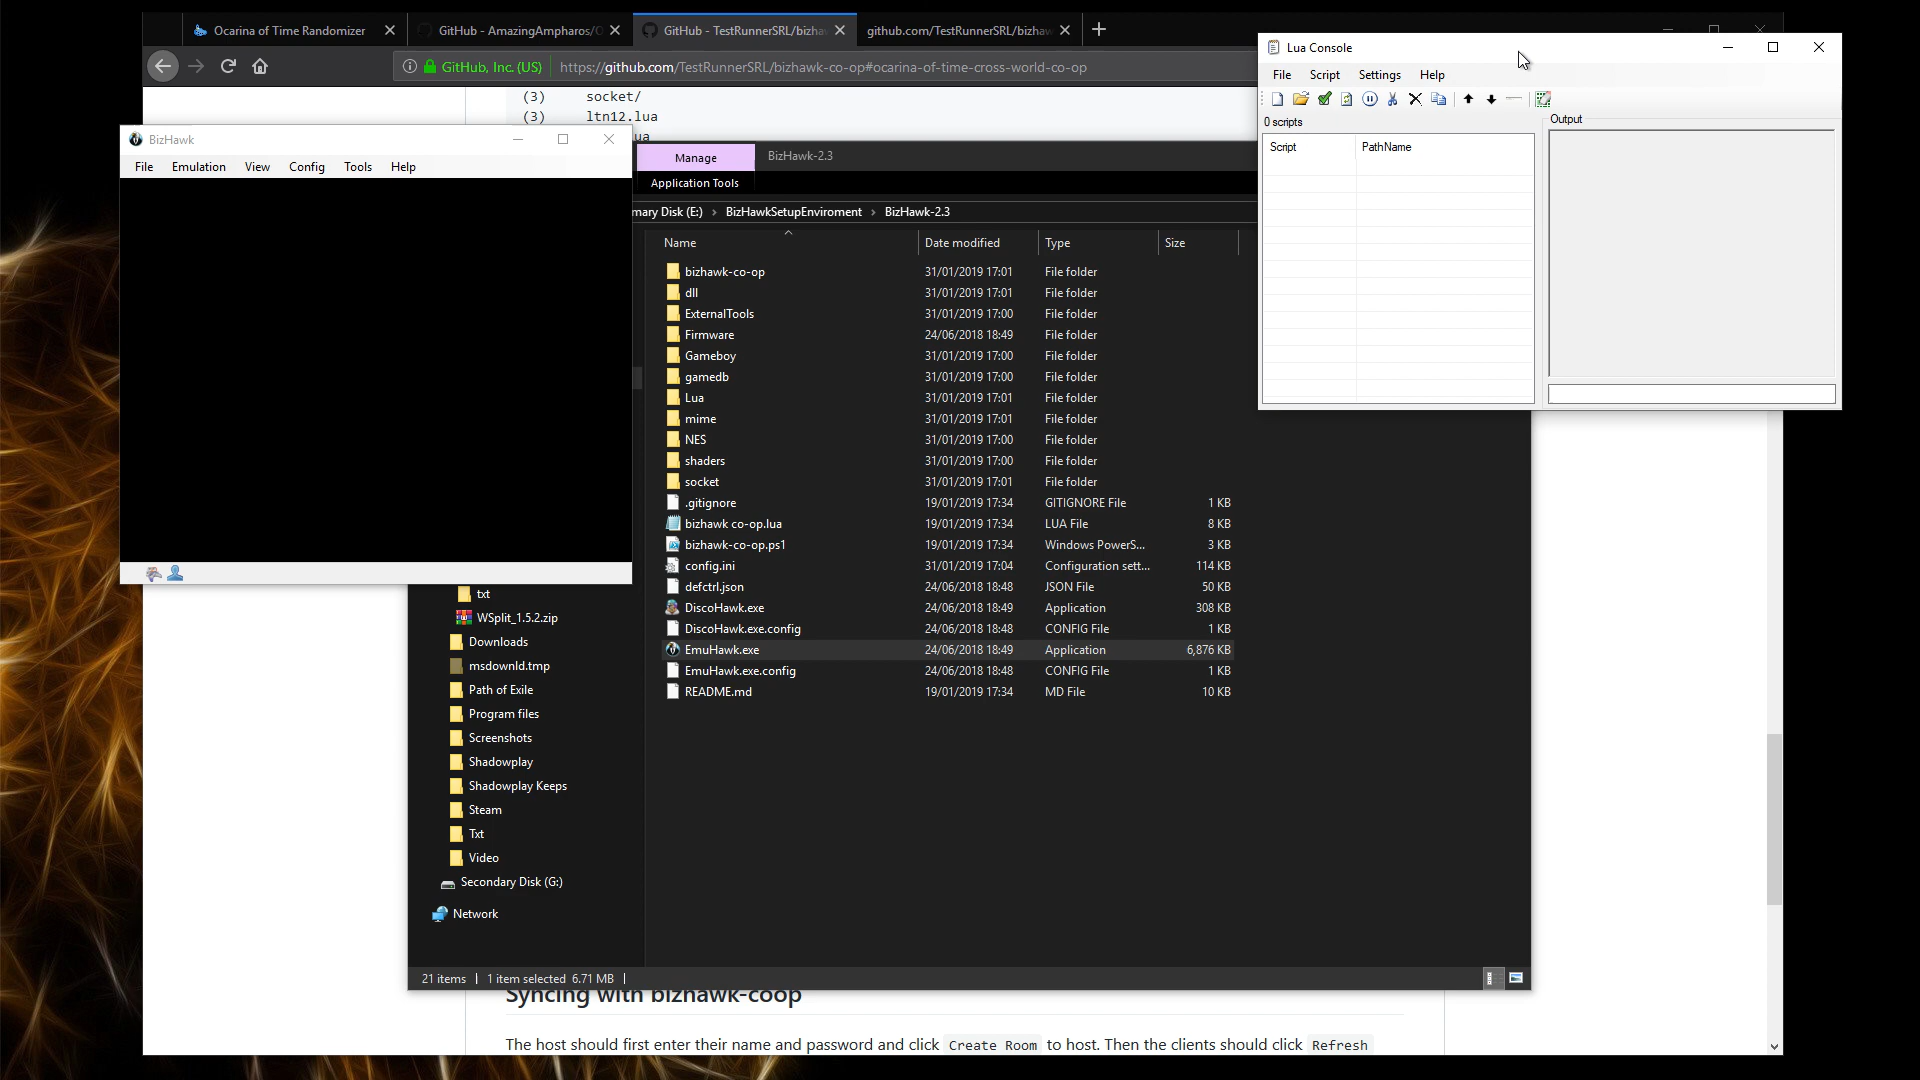 Ocarina of Time Randomizer
GitHub - AmazingAmpharos/O
GitHub - TestRunnerSRL/bizha
github.com/TestRunnerSRL/bizhaw
GitHub, Inc. (US)
https://github.com/TestRunnerSRL/bizhawk-co-op#ocarina-of-time-cross-world-co-op
(3) socket/
(3) ltn12.lua
ua
BizHawk
File Emulation View Config Tools Help
Manage
BizHawk-2.3
Application Tools
mary Disk (E:) > BizHawkSetupEnviroment > BizHawk-2.3
Name Date modified Type Size
bizhawk-co-op 31/01/2019 17:01 File folder
dll 31/01/2019 17:01 File folder
ExternalTools 31/01/2019 17:00 File folder
Firmware 24/06/2018 18:49 File folder
Gameboy 31/01/2019 17:00 File folder
gamedb 31/01/2019 17:00 File folder
Lua 31/01/2019 17:01 File folder
mime 31/01/2019 17:01 File folder
NES 31/01/2019 17:00 File folder
shaders 31/01/2019 17:00 File folder
socket 31/01/2019 17:01 File folder
.gitignore 19/01/2019 17:34 GITIGNORE File 1 KB
bizhawk co-op.lua 19/01/2019 17:34 LUA File 8 KB
bizhawk-co-op.ps1 19/01/2019 17:34 Windows PowerS... 3 KB
config.ini 31/01/2019 17:04 Configuration sett... 114 KB
defctrl.json 24/06/2018 18:48 JSON File 50 KB
DiscoHawk.exe 24/06/2018 18:49 Application 308 KB
DiscoHawk.exe.config 24/06/2018 18:48 CONFIG File 1 KB
EmuHawk.exe 24/06/2018 18:49 Application 6,876 KB
EmuHawk.exe.config 24/06/2018 18:48 CONFIG File 1 KB
README.md 19/01/2019 17:34 MD File 10 KB
txt
WSplit_1.5.2.zip
Downloads
msdownld.tmp
Path of Exile
Program files
Screenshots
Shadowplay
Shadowplay Keeps
Steam
Txt
Video
Secondary Disk (G:)
Network
21 items 1 item selected 6.71 MB
Lua Console
File Script Settings Help
0 scripts
Script PathName
Output
Syncing with bizhawk-coop
The host should first enter their name and password and click Create Room to host. Then the clients should click Refresh